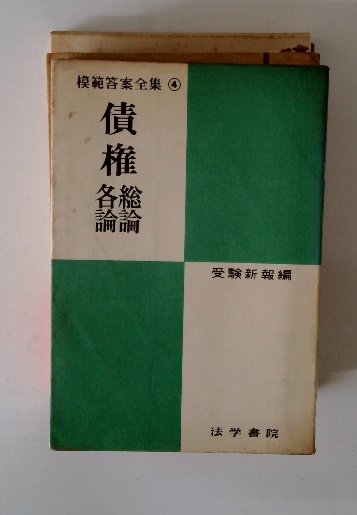 模範答案全集 ④
債権
総論
各論
受験新報編
法学書院